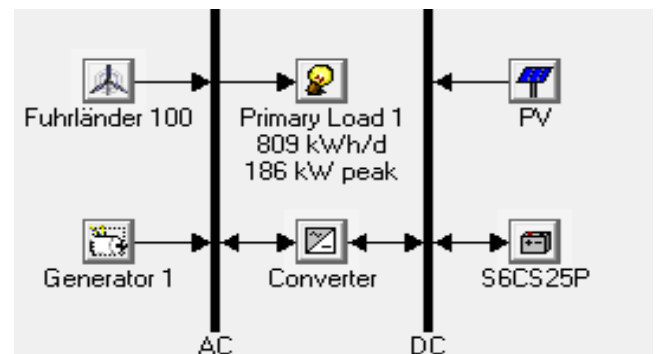 Fuhrländer 100
Primary Load 1
809 kWh/d
186 kW peak
PV
Generator 1
Converter
S6CS25P
AC
DC